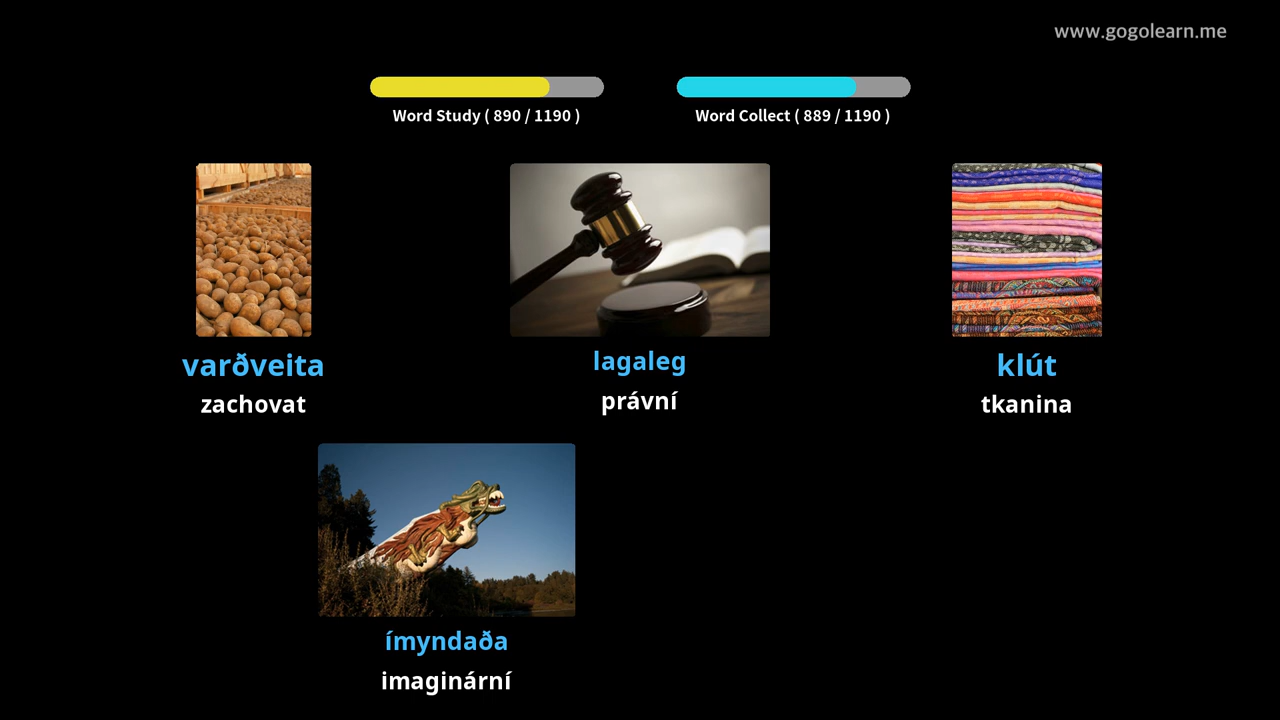 www.gogolearn.me
Word Study ( 890 / 1190 )
Word Collect ( 889 / 1190 )
varðveita
zachovat
lagaleg
právní
klút
tkanina
ímyndaða
imaginární